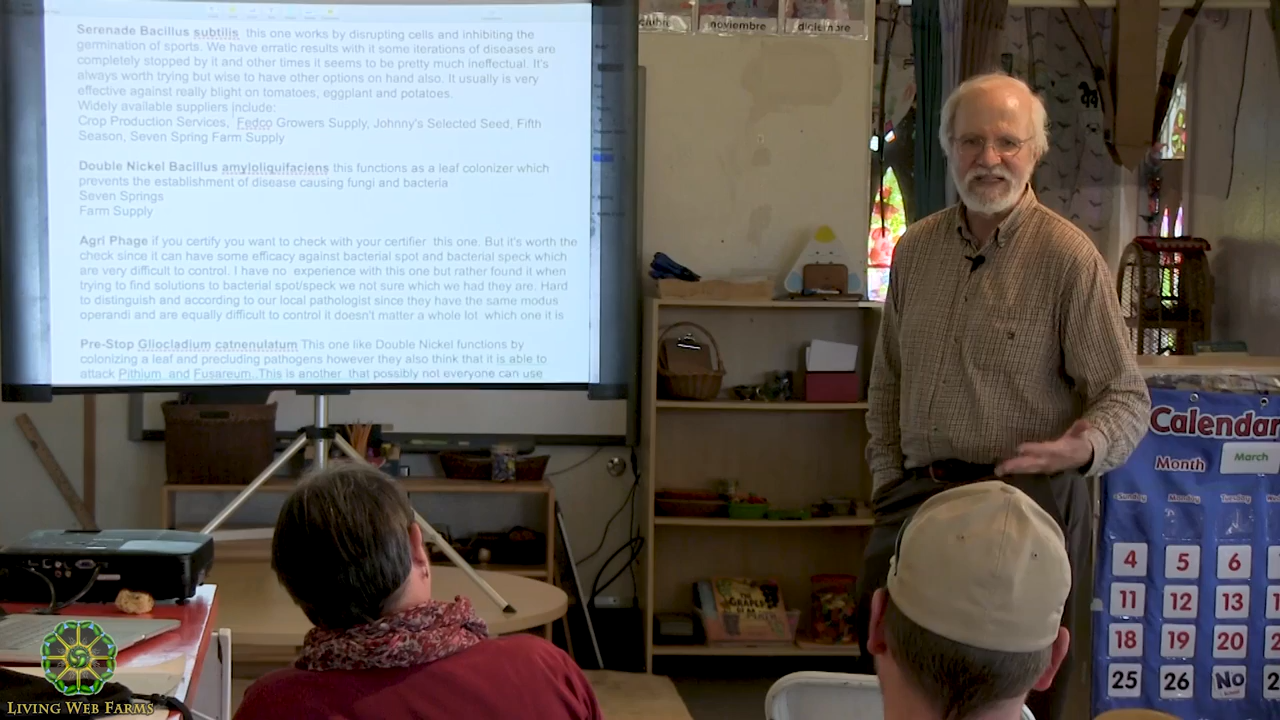 Serenade Bacillus subtilis this one works by disrupting cells and inhibiting the
germination of sports. We have erratic results with it some iterations of diseases are
completely stopped by it and other times it seems to be pretty much ineffectual. It's
always worth trying but wise to have other options on hand also. It usually is very
effective against really blight on tomatoes, eggplant and potatoes.
Widely available suppliers include:
Crop Production Services, Fedco Growers Supply, Johnny's Selected Seed, Fifth
Season, Seven Spring Farm Supply
Double Nickel Bacillus amyloliquifaciens this functions as a leaf colonizer which
prevents the establishment of disease causing fungi and bacteria
Seven Springs
Farm Supply
Agri Phage if you certify you want to check with your certifier this one. But it's worth the
check since it can have some efficacy against bacterial spot and bacterial speck which
are very difficult to control. I have no experience with this one but rather found it when
trying to find solutions to bacterial spot/speck we not sure which we had they are. Hard
to distinguish and according to our local pathologist since they have the same modus
operandi and are equally difficult to control it doesn't matter a whole lot which one it is
Pre-Stop Gliocladium catnenulatum This one like Double Nickel functions by
colonizing a leaf and precluding pathogens however they also think that it is able to
attack Pithium and Fusareum..This is another that possibly not everyone can use
noviembre
diciembre
THE GRAPES OF MATH
Calendar
Month
March
Sunday Monday Tuesday
4 5 6
11 12 13
18 19 20
25 26 No
LIVING WEB FARMS